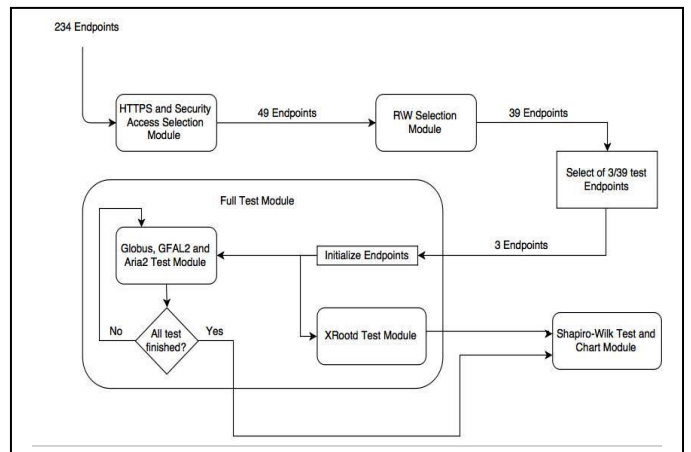 234 Endpoints
HTTPS and Security
Access Selection
Module
49 Endpoints
R\W Selection
Module
39 Endpoints
Select of 3/39 test
Endpoints
3 Endpoints
Full Test Module
Initialize Endpoints
Globus, GFAL2 and
Aria2 Test Module
All test
finished?
No
Yes
XRootd Test Module
Shapiro-Wilk Test and
Chart Module